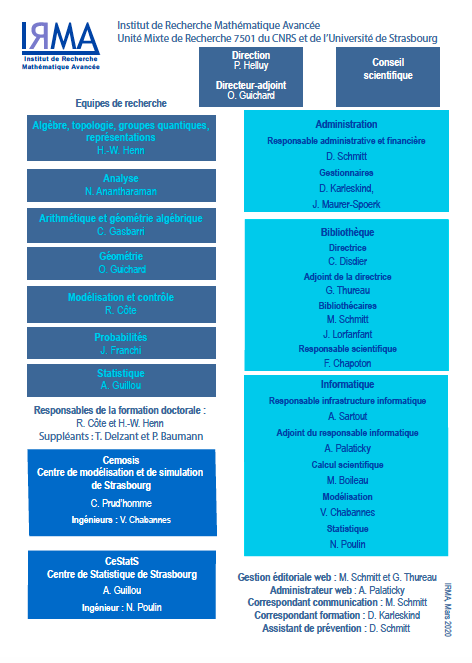 IRMA
Institut de Recherche
Mathématique Avancée
Institut de Recherche Mathématique Avancée
Unité Mixte de Recherche 7501 du CNRS et de l'Université de Strasbourg
Direction
P. Helluy
Directeur-adjoint
O. Guichard
Conseil
scientifique
Equipes de recherche
Algèbre, topologie, groupes quantiques,
représentations
H.-W. Henn
Analyse
N. Anantharaman
Arithmétique et géométrie algébrique
C. Gasbarri
Géométrie
O. Guichard
Modélisation et contrôle
R. Côte
Probabilités
J. Franchi
Statistique
A. Guillou
Responsables de la formation doctorale :
R. Côte et H.-W. Henn
Suppléants : T. Delzant et P. Baumann
Cemosis
Centre de modélisation et de simulation
de Strasbourg
C. Prud'homme
Ingénieurs : V. Chabannes
CeStatS
Centre de Statistique de Strasbourg
A. Guillou
Ingénieur : N. Poulin
Administration
Responsable administrative et financière
D. Schmitt
Gestionnaires
D. Karleskind,
J. Maurer-Spoerk
Bibliothèque
Directrice
C. Disdier
Adjoint de la directrice
G. Thureau
Bibliothécaires
M. Schmitt
J. Lorfanfant
Responsable scientifique
F. Chapoton
Informatique
Responsable infrastructure informatique
A. Sartout
Adjoint du responsable informatique
A. Palaticky
Calcul scientifique
M. Boileau
Modélisation
V. Chabannes
Statistique
N. Poulin
Gestion éditoriale web : M. Schmitt et G. Thureau
Administrateur web : A. Palaticky
Correspondant communication : M. Schmitt
Correspondant formation : D. Karleskind
Assistant de prévention : D. Schmitt
IRMA, Mars 2020